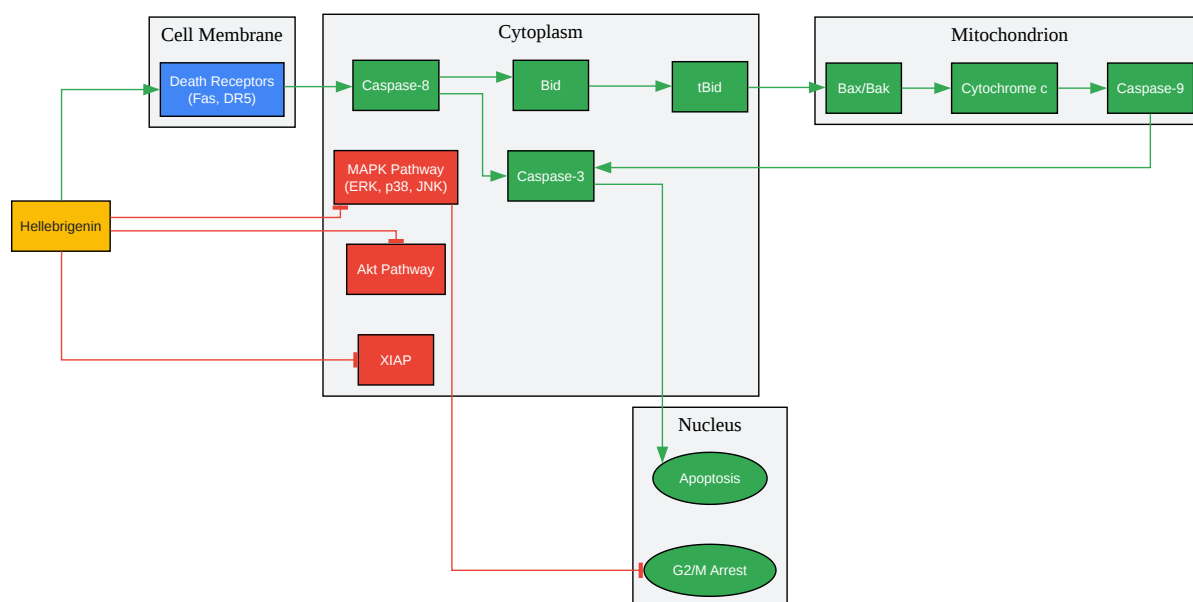 Cell Membrane
Death Receptors
(Fas, DR5)
Cytoplasm
Caspase-8
Bid
tBid
MAPK Pathway
(ERK, p38, JNK)
Caspase-3
Akt Pathway
XIAP
Mitochondrion
Bax/Bak
Cytochrome c
Caspase-9
Hellebrigenin
Nucleus
Apoptosis
G2/M Arrest